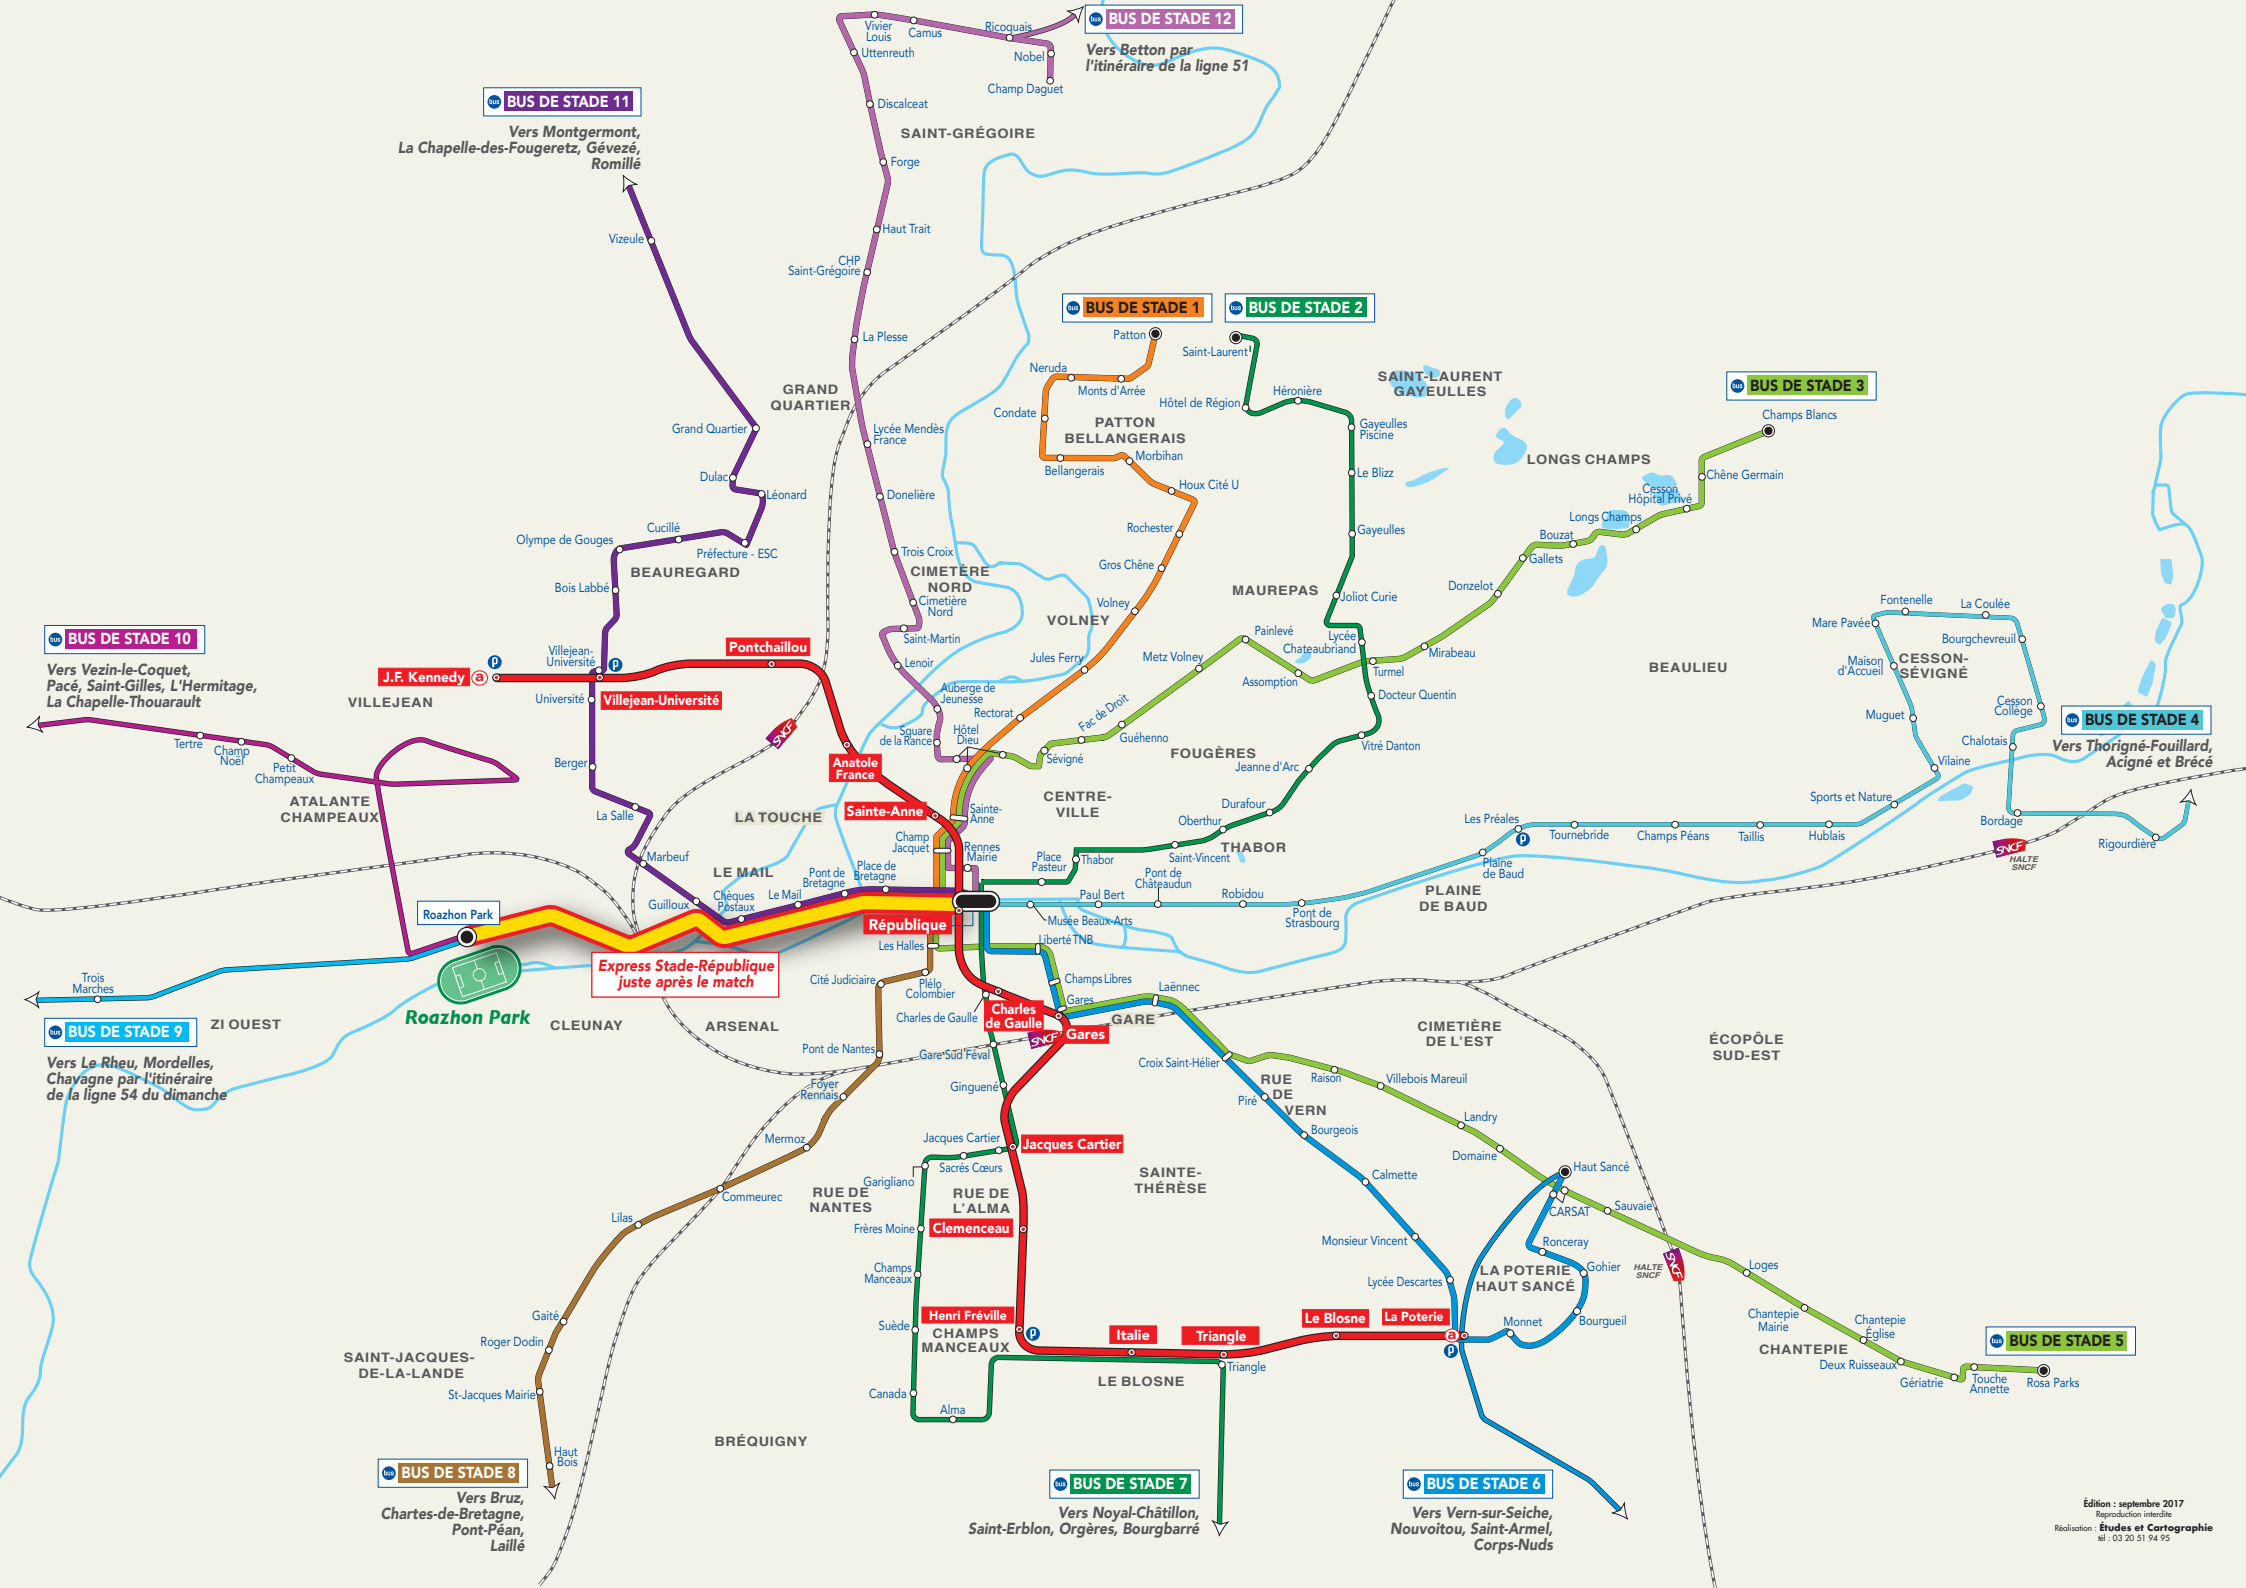 bus BUS DE STADE 12
Vers Betton par
l'itinéraire de la ligne 51
Vivier
Louis
Camus
Ricoquais
Uttenreuth
Nobel
Champ Daguet
Discalceat
SAINT-GRÉGOIRE
Forge
Haut Trait
CHP
Saint-Grégoire
La Plesse
GRAND
QUARTIER
Lycée Mendès
France
Donelière
Trois Croix
CIMETÈRE
NORD
Cimetière
Nord
Saint-Martin
Lenoir
Auberge de
Jeunesse
Square
de la Rance
Hôtel
Dieu
bus BUS DE STADE 11
Vers Montgermont,
La Chapelle-des-Fougeretz, Gévezé,
Romillé
Vizeule
Grand Quartier
Dulac
Léonard
Cucillé
Préfecture - ESC
Olympe de Gouges
BEAUREGARD
Bois Labbé
Villejean-
Université
Université
Berger
La Salle
Marbeuf
Guilloux
Chèques
Postaux
Le Mail
Pont de
Bretagne
Place de
Bretagne
LE MAIL
LA TOUCHE
bus BUS DE STADE 1
Patton
Neruda
Monts d'Arrée
Condate
PATTON
BELLANGERAIS
Bellangerais
Morbihan
Houx Cité U
Rochester
Gros Chêne
Volney
VOLNEY
Jules Ferry
Rectorat
bus BUS DE STADE 2
Saint-Laurent
Hôtel de Région
Héronière
SAINT-LAURENT
GAYEULLES
Gayeulles
Piscine
Le Blizz
Gayeulles
MAUREPAS
Joliot Curie
Lycée
Chateaubriand
Docteur Quentin
Vitré Danton
Jeanne d'Arc
Durafour
Oberthur
Saint-Vincent
THABOR
Thabor
Place
Pasteur
bus BUS DE STADE 3
Champs Blancs
Chêne Germain
LONGS CHAMPS
Cesson
Hôpital Privé
Longs Champs
Bouzat
Gallets
Donzelot
Mirabeau
Turmel
Assomption
Painlevé
Metz Volney
Fac de Droit
Guéhenno
Sévigné
FOUGÈRES
CENTRE-
VILLE
BEAULIEU
Fontenelle
La Coulée
Mare Pavée
Bourgchevreuil
Maison
d'Accueil
CESSON-
SÉVIGNÉ
Muguet
Cesson
Collège
Chalotais
Vilaine
Sports et Nature
Bordage
Rigourdière
bus BUS DE STADE 4
Vers Thorigné-Fouillard,
Acigné et Brécé
SNCF
HALTE
SNCF
Les Préales
P
Tournebride
Champs Péans
Taillis
Hublais
Plaine
de Baud
PLAINE
DE BAUD
Pont de
Strasbourg
Robidou
Pont de
Châteaudun
Paul Bert
Musée Beaux-Arts
bus BUS DE STADE 10
Vers Vezin-le-Coquet,
Pacé, Saint-Gilles, L'Hermitage,
La Chapelle-Thouarault
VILLEJEAN
Tertre
Champ
Noël
Petit
Champeaux
ATALANTE
CHAMPEAUX
P
J.F. Kennedy a
P
Villejean-Université
Pontchaillou
SNCF
Anatole
France
Sainte-Anne
Sainte-
Anne
Champ
Jacquet
Rennes
Mairie
République
Roazhon Park
Roazhon Park
Express Stade-République
juste après le match
Trois
Marches
bus BUS DE STADE 9
Vers Le Rheu, Mordelles,
Chavagne par l'itinéraire
de la ligne 54 du dimanche
ZI OUEST
CLEUNAY
ARSENAL
Les Halles
Liberté TNB
Cité Judiciaire
Plélo
Colombier
Champs Libres
Gares
Charles de Gaulle
Charles
de Gaulle
SNCF
Gares
GARE
Laënnec
Gare Sud Féval
Pont de Nantes
Foyer
Rennais
Mermoz
Commeurec
Lilas
Gaité
Roger Dodin
SAINT-JACQUES-
DE-LA-LANDE
St-Jacques Mairie
Haut
Bois
bus BUS DE STADE 8
Vers Bruz,
Chartes-de-Bretagne,
Pont-Péan,
Laillé
Ginguené
Jacques Cartier
Jacques Cartier
Sacrés Cœurs
Garigliano
RUE DE
NANTES
RUE DE
L'ALMA
Frères Moine
Clemenceau
Champs
Manceaux
Henri Fréville
P
CHAMPS
MANCEAUX
Suède
Canada
Alma
BRÉQUIGNY
Italie
Triangle
Triangle
LE BLOSNE
Le Blosne
La Poterie
a
P
bus BUS DE STADE 7
Vers Noyal-Châtillon,
Saint-Erblon, Orgères, Bourgbarré
SAINTE-
THÉRÈSE
Croix Saint-Hélier
RUE
DE
VERN
Piré
Bourgeois
Calmette
Monsieur Vincent
Lycée Descartes
Monnet
Bourgueil
Gohier
Ronceray
LA POTERIE
HAUT SANCÉ
CARSAT
Haut Sancé
bus BUS DE STADE 6
Vers Vern-sur-Seiche,
Nouvoitou, Saint-Armel,
Corps-Nuds
CIMETIÈRE
DE L'EST
ÉCOPÔLE
SUD-EST
Raison
Villebois Mareuil
Landry
Domaine
Sauvaie
HALTE
SNCF
SNCF
Loges
Chantepie
Mairie
Chantepie
Église
CHANTEPIE
Deux Ruisseaux
Gériatrie
Touche
Annette
Rosa Parks
bus BUS DE STADE 5
Édition : septembre 2017
Reproduction interdite
Réalisation : Études et Cartographie
tél : 03 20 51 94 95